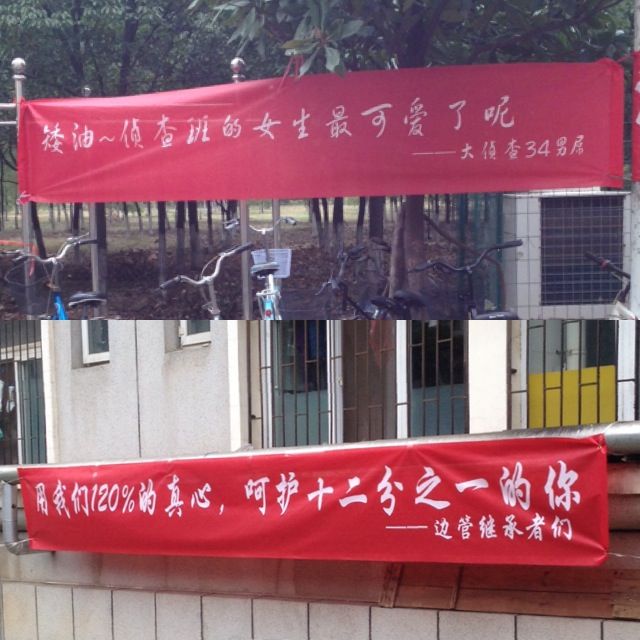 矮油~侦查班的女生最可爱了呢
——大侦查34男屌
用我们120%的真心，呵护十二分之一的你
——边管继承者们